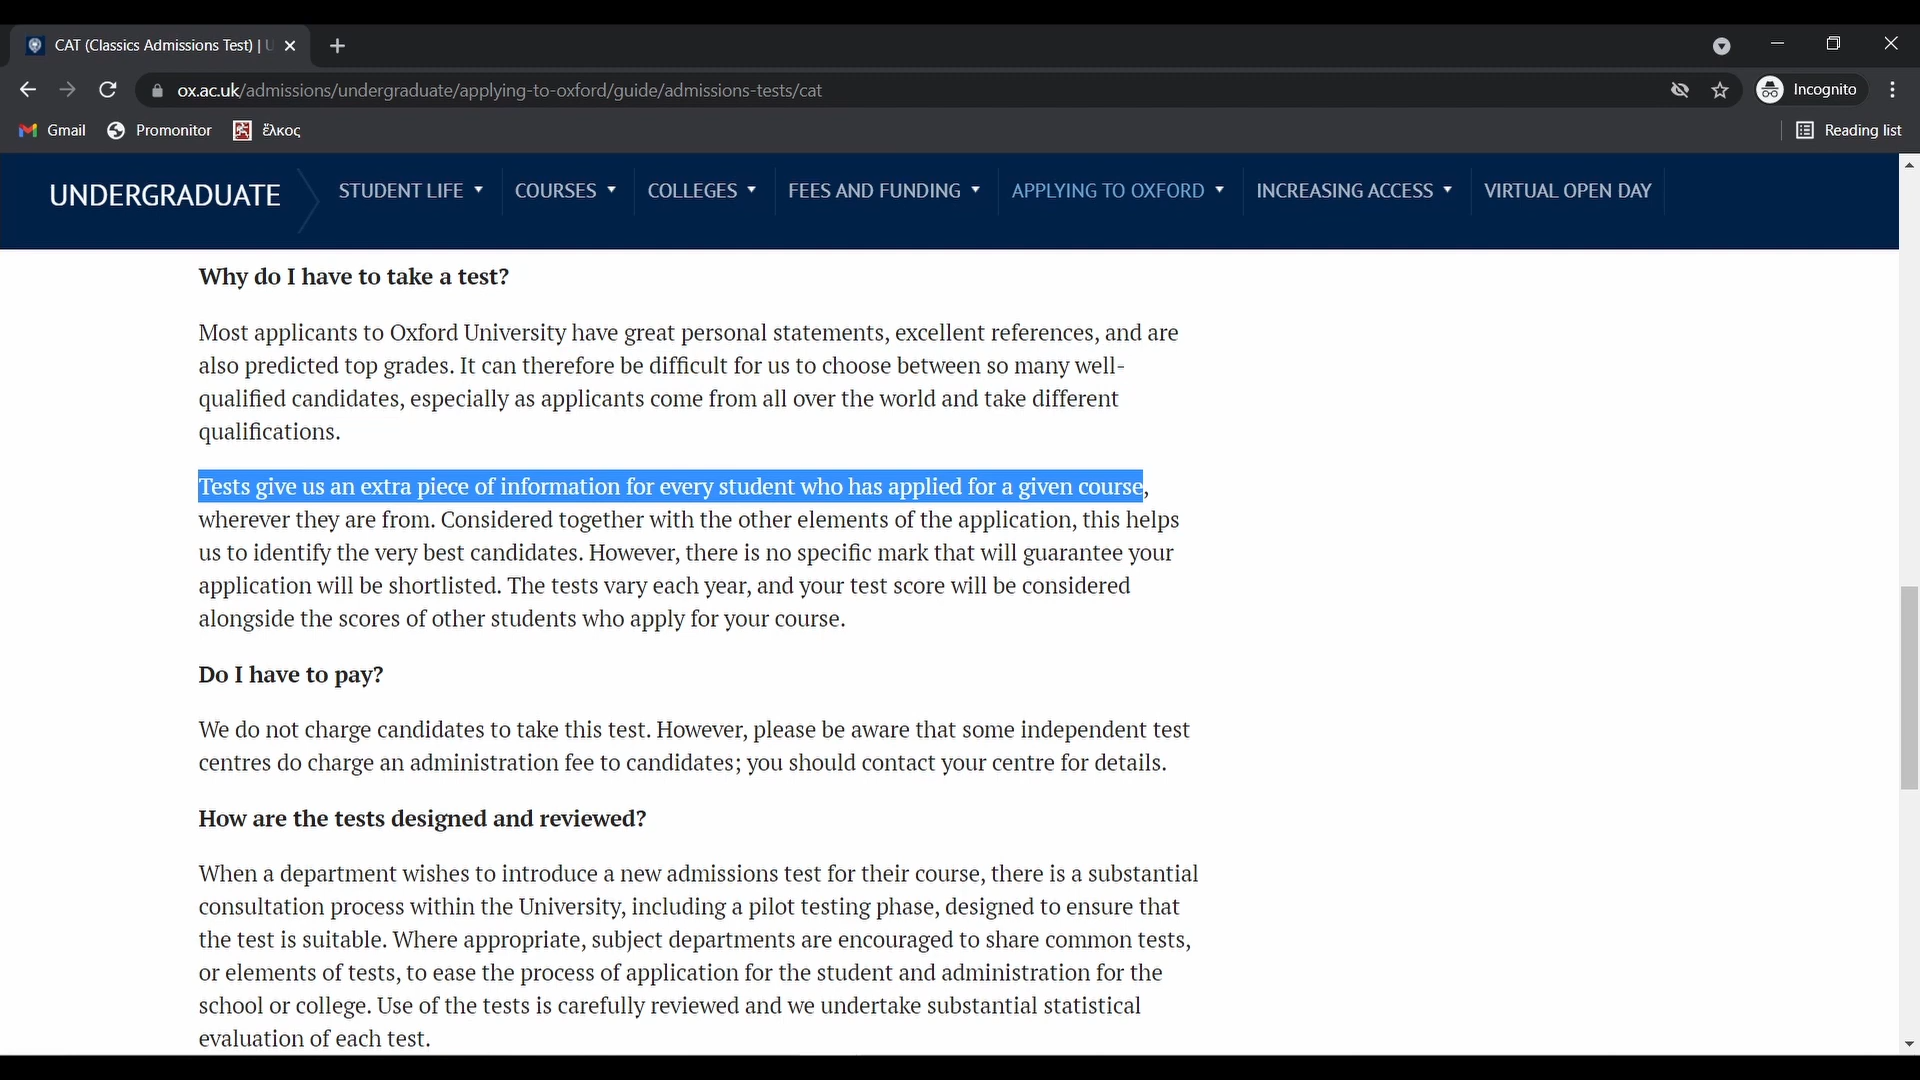 CAT (Classics Admissions Test) | U
ox.ac.uk/admissions/undergraduate/applying-to-oxford/guide/admissions-tests/cat
Incognito
Gmail
Promonitor
ἕλκος
Reading list
UNDERGRADUATE
STUDENT LIFE
COURSES
COLLEGES
FEES AND FUNDING
APPLYING TO OXFORD
INCREASING ACCESS
VIRTUAL OPEN DAY
Why do I have to take a test?
Most applicants to Oxford University have great personal statements, excellent references, and are
also predicted top grades. It can therefore be difficult for us to choose between so many well-
qualified candidates, especially as applicants come from all over the world and take different
qualifications.
Tests give us an extra piece of information for every student who has applied for a given course,
wherever they are from. Considered together with the other elements of the application, this helps
us to identify the very best candidates. However, there is no specific mark that will guarantee your
application will be shortlisted. The tests vary each year, and your test score will be considered
alongside the scores of other students who apply for your course.
Do I have to pay?
We do not charge candidates to take this test. However, please be aware that some independent test
centres do charge an administration fee to candidates; you should contact your centre for details.
How are the tests designed and reviewed?
When a department wishes to introduce a new admissions test for their course, there is a substantial
consultation process within the University, including a pilot testing phase, designed to ensure that
the test is suitable. Where appropriate, subject departments are encouraged to share common tests,
or elements of tests, to ease the process of application for the student and administration for the
school or college. Use of the tests is carefully reviewed and we undertake substantial statistical
evaluation of each test.